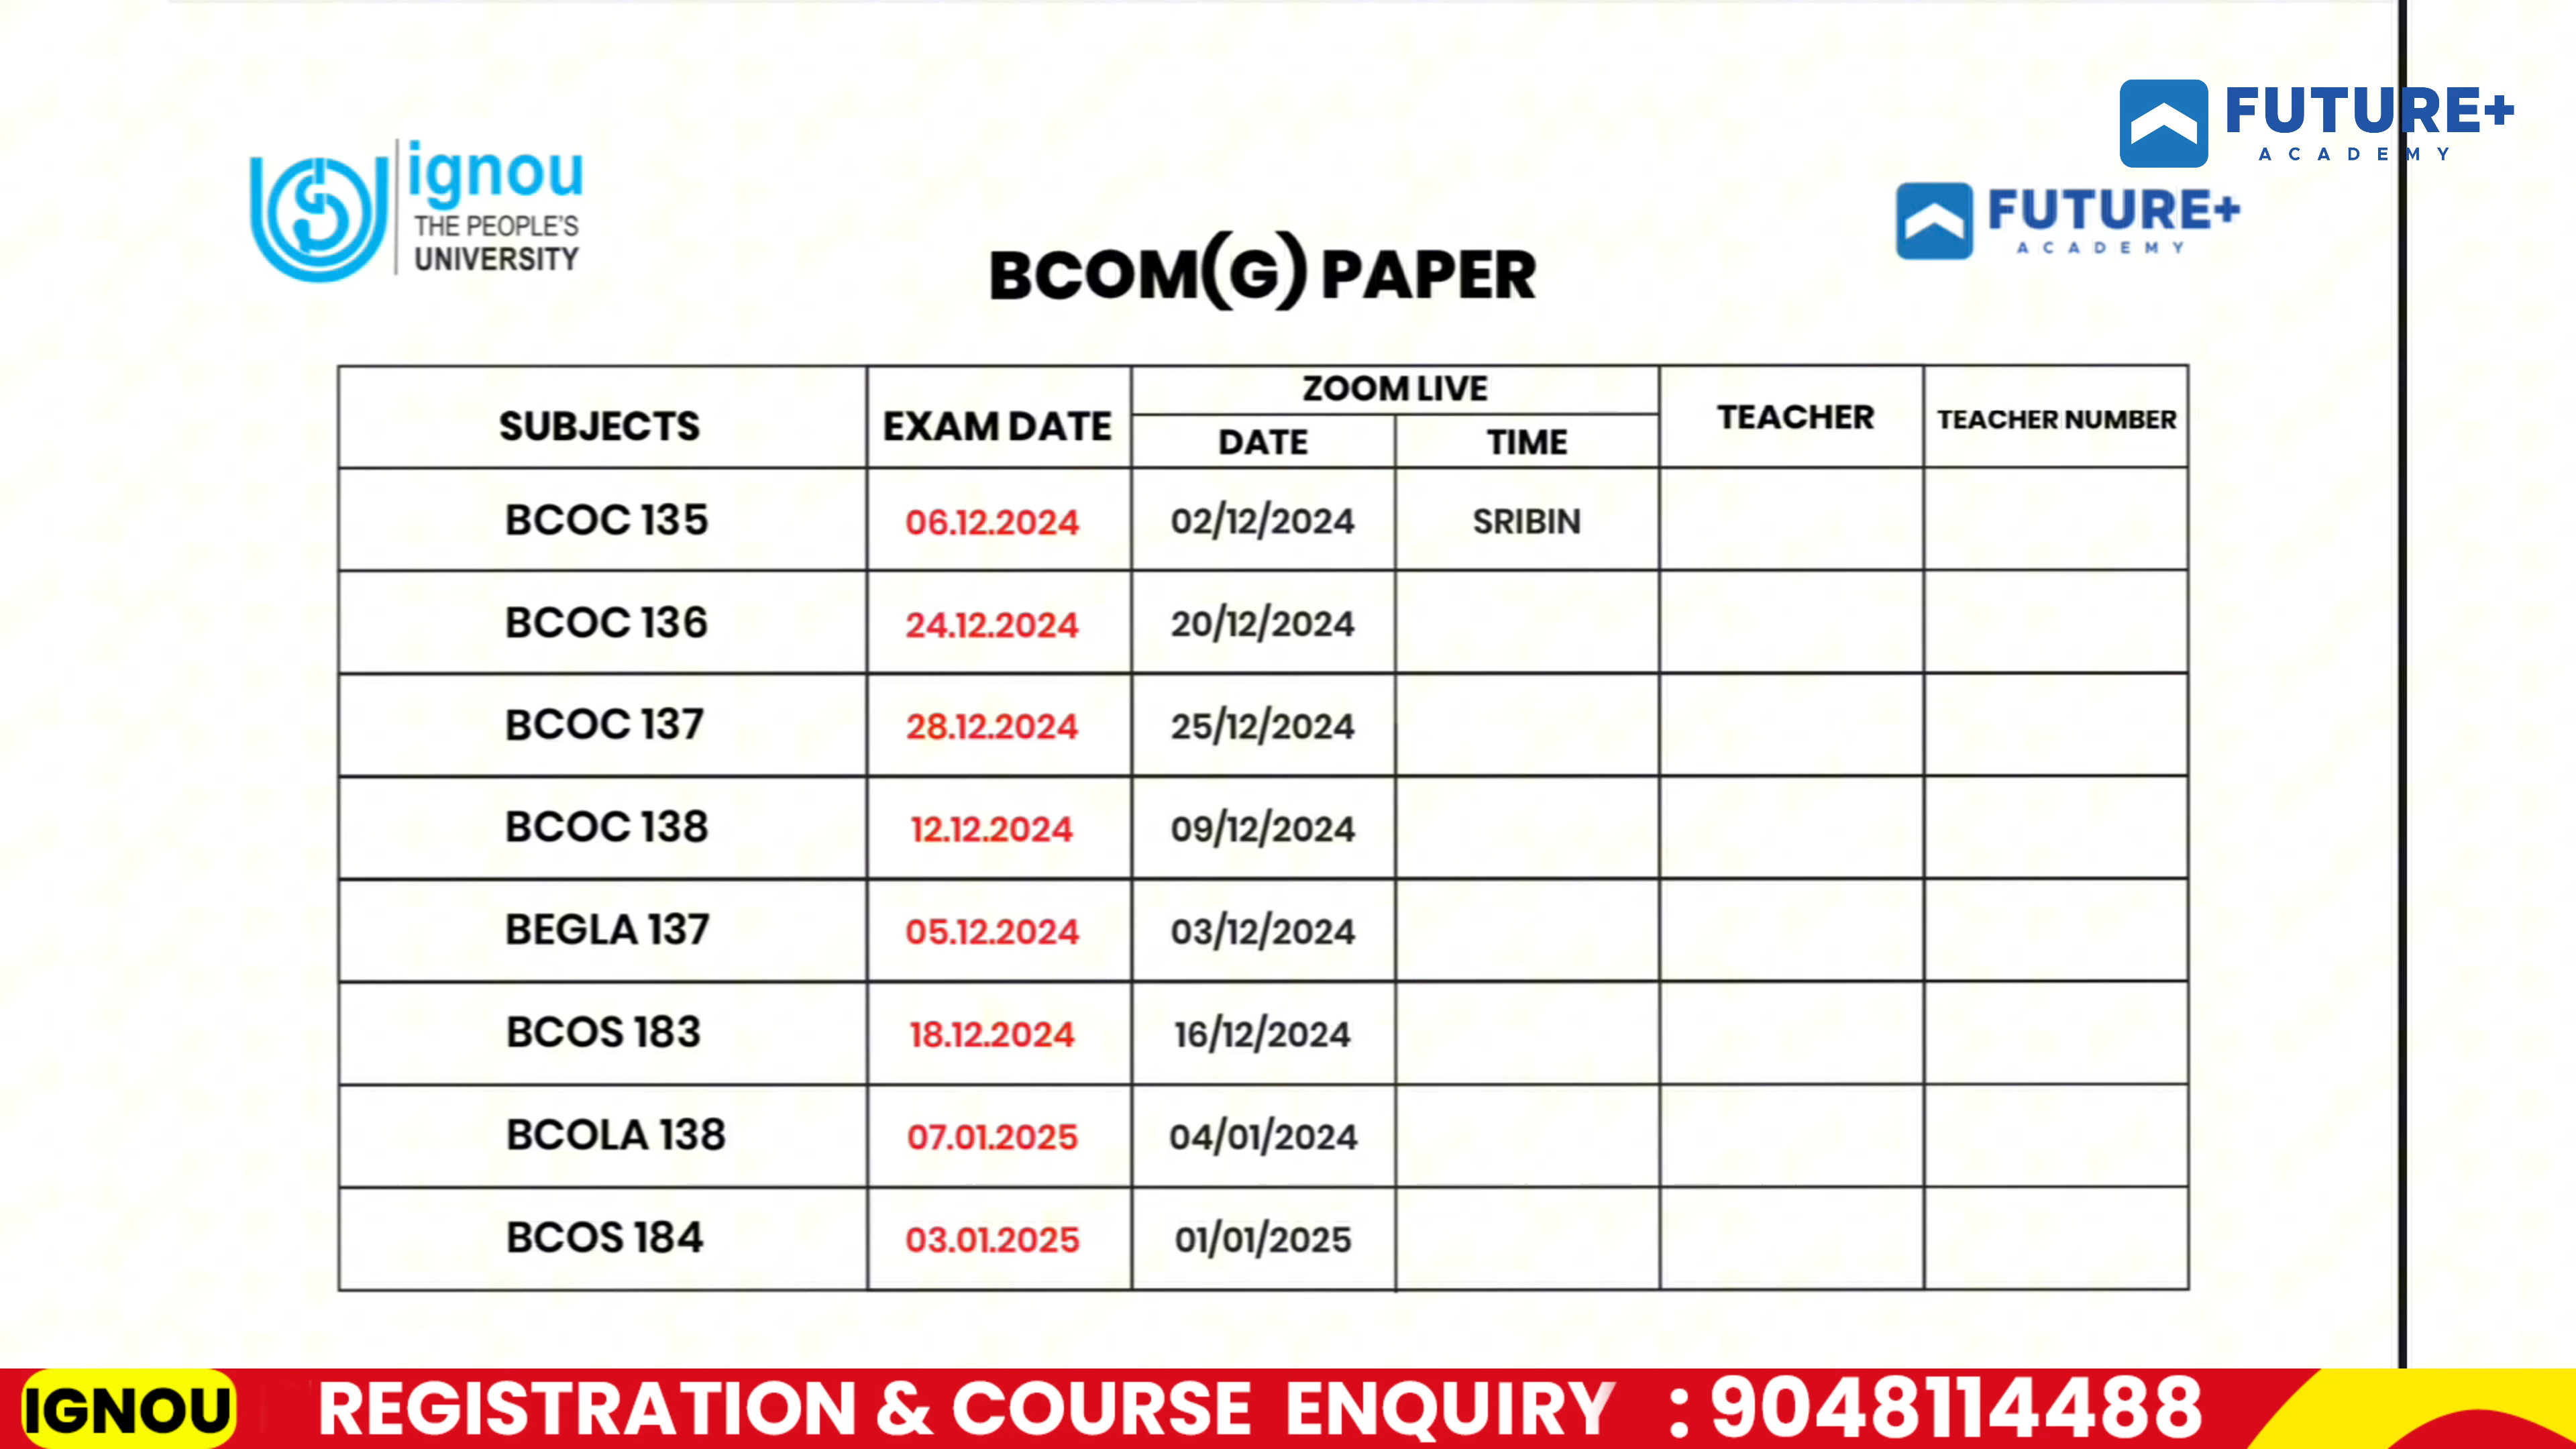 FUTURE+
ACADEMY
ignou
THE PEOPLE'S
UNIVERSITY
FUTURE+
ACADEMY
BCOM(G) PAPER
SUBJECTS EXAM DATE ZOOM LIVE TEACHER TEACHER NUMBER
DATE TIME
BCOC 135 06.12.2024 02/12/2024 SRIBIN
BCOC 136 24.12.2024 20/12/2024
BCOC 137 28.12.2024 25/12/2024
BCOC 138 12.12.2024 09/12/2024
BEGLA 137 05.12.2024 03/12/2024
BCOS 183 18.12.2024 16/12/2024
BCOLA 138 07.01.2025 04/01/2024
BCOS 184 03.01.2025 01/01/2025
IGNOU REGISTRATION & COURSE ENQUIRY : 9048114488